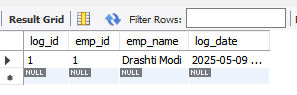 Result Grid Filter Rows:
log_id emp_id emp_name log_date
1 1 Drashti Modi 2025-05-09 ...
NULL NULL NULL NULL